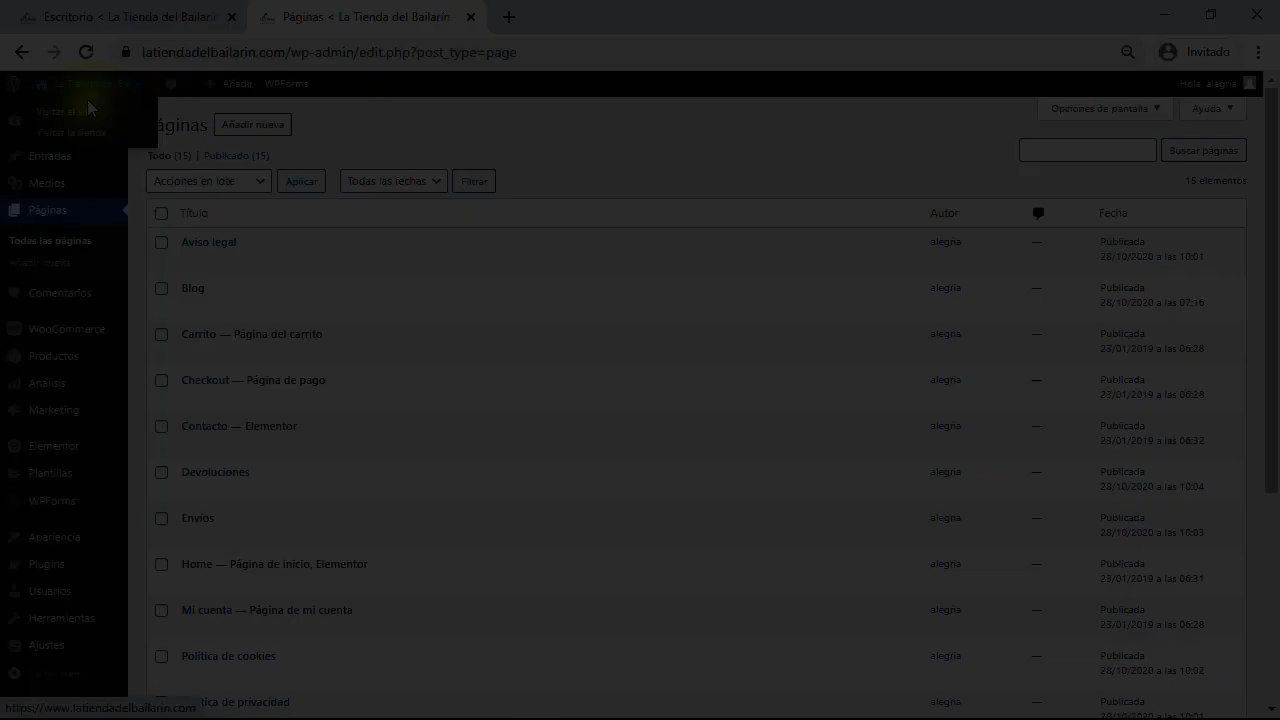 Escritorio < La Tienda del Bailarín
Páginas < La Tienda del Bailarín
latiendadelbailarin.com/wp-admin/edit.php?post_type=page
Invitado
Añadir
WPForms
Hola, alegria
Visitar la tienda
Páginas
Añadir nueva
Opciones de pantalla
Ayuda
Todo (15) | Publicado (15)
Buscar páginas
Acciones en lote
Aplicar
Todas las fechas
Filtrar
15 elementos
Entradas
Medios
Páginas
Todas las páginas
Añadir nueva
Comentarios
WooCommerce
Productos
Análisis
Marketing
Elementor
Plantillas
WPForms
Apariencia
Plugins
Usuarios
Herramientas
Ajustes
Título
Autor
Fecha
Aviso legal
alegria
—
Publicada
28/10/2020 a las 10:01
Blog
alegria
—
Publicada
28/10/2020 a las 07:16
Carrito — Página del carrito
alegria
—
Publicada
23/01/2019 a las 06:28
Checkout — Página de pago
alegria
—
Publicada
23/01/2019 a las 06:28
Contacto — Elementor
alegria
—
Publicada
23/01/2019 a las 06:32
Devoluciones
alegria
—
Publicada
28/10/2020 a las 10:04
Envíos
alegria
—
Publicada
28/10/2020 a las 10:03
Home — Página de inicio, Elementor
alegria
—
Publicada
23/01/2019 a las 06:31
Mi cuenta — Página de mi cuenta
alegria
—
Publicada
23/01/2019 a las 06:28
Política de cookies
alegria
—
Publicada
28/10/2020 a las 10:02
de privacidad
alegria
—
Publicada
https://www.latiendadelbailarin.com